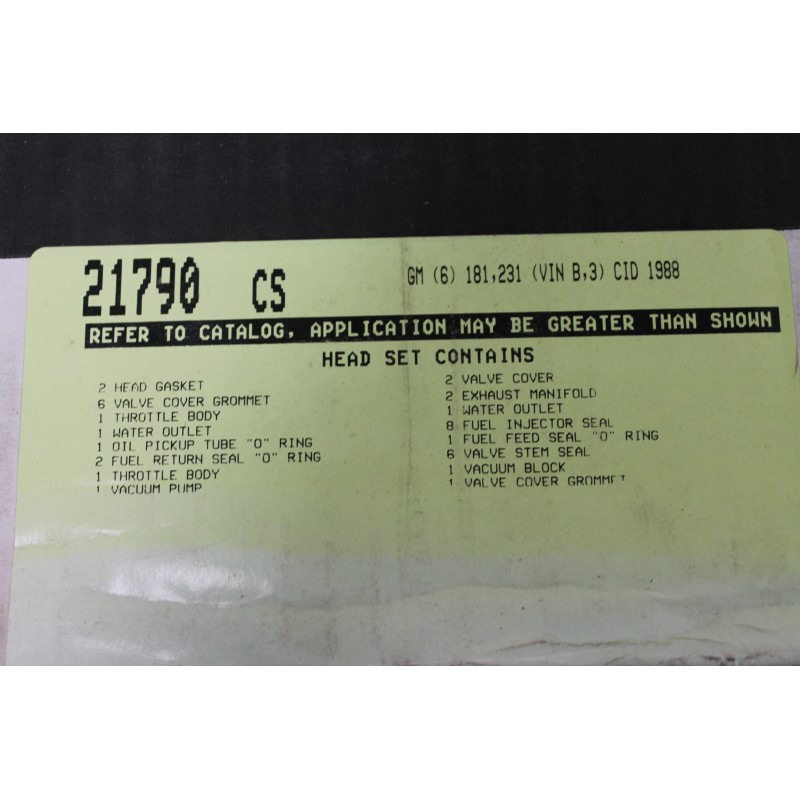 21790 CS GM (6) 181,231 (VIN B,3) CID 1988
REFER TO CATALOG, APPLICATION MAY BE GREATER THAN SHOWN
HEAD SET CONTAINS
2 HEAD GASKET
6 VALVE COVER GROMMET
1 THROTTLE BODY
1 WATER OUTLET
1 OIL PICKUP TUBE "O" RING
2 FUEL RETURN SEAL "O" RING
1 THROTTLE BODY
1 VACUUM PUMP
2 VALVE COVER
2 EXHAUST MANIFOLD
1 WATER OUTLET
8 FUEL INJECTOR SEAL
1 FUEL FEED SEAL "O" RING
6 VALVE STEM SEAL
1 VACUUM BLOCK
1 VALVE COVER GROMMET